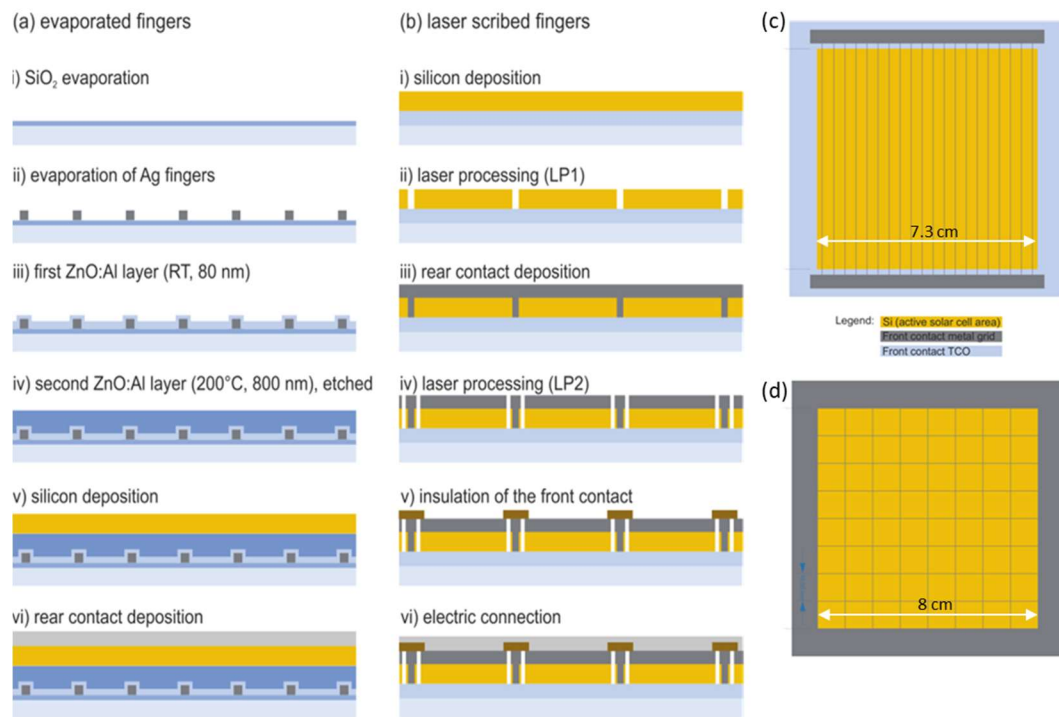 (a) evaporated fingers
i) SiO₂ evaporation
ii) evaporation of Ag fingers
iii) first ZnO:Al layer (RT, 80 nm)
iv) second ZnO:Al layer (200°C, 800 nm), etched
v) silicon deposition
vi) rear contact deposition
(b) laser scribed fingers
i) silicon deposition
ii) laser processing (LP1)
iii) rear contact deposition
iv) laser processing (LP2)
v) insulation of the front contact
vi) electric connection
(c)
7.3 cm
Legend:
Si (active solar cell area)
Front contact metal grid
Front contact TCO
(d)
8 cm